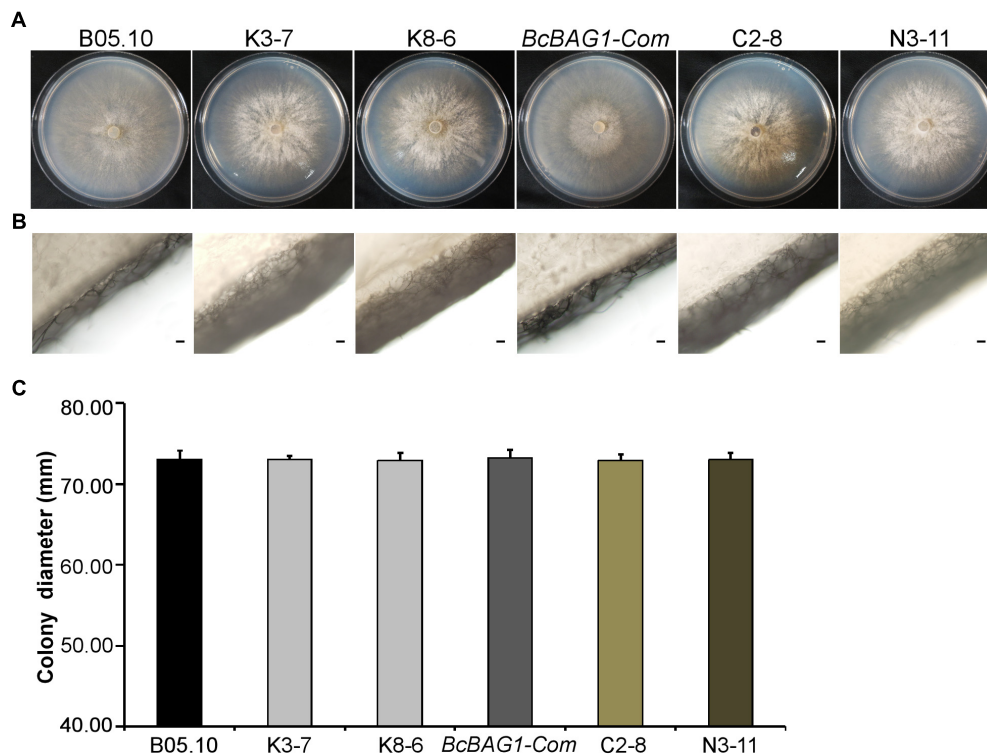 A
B05.10 K3-7 K8-6 BcBAG1-Com C2-8 N3-11
B
C
80.00
70.00
60.00
50.00
40.00
Colony diameter (mm)
B05.10 K3-7 K8-6 BcBAG1-Com C2-8 N3-11